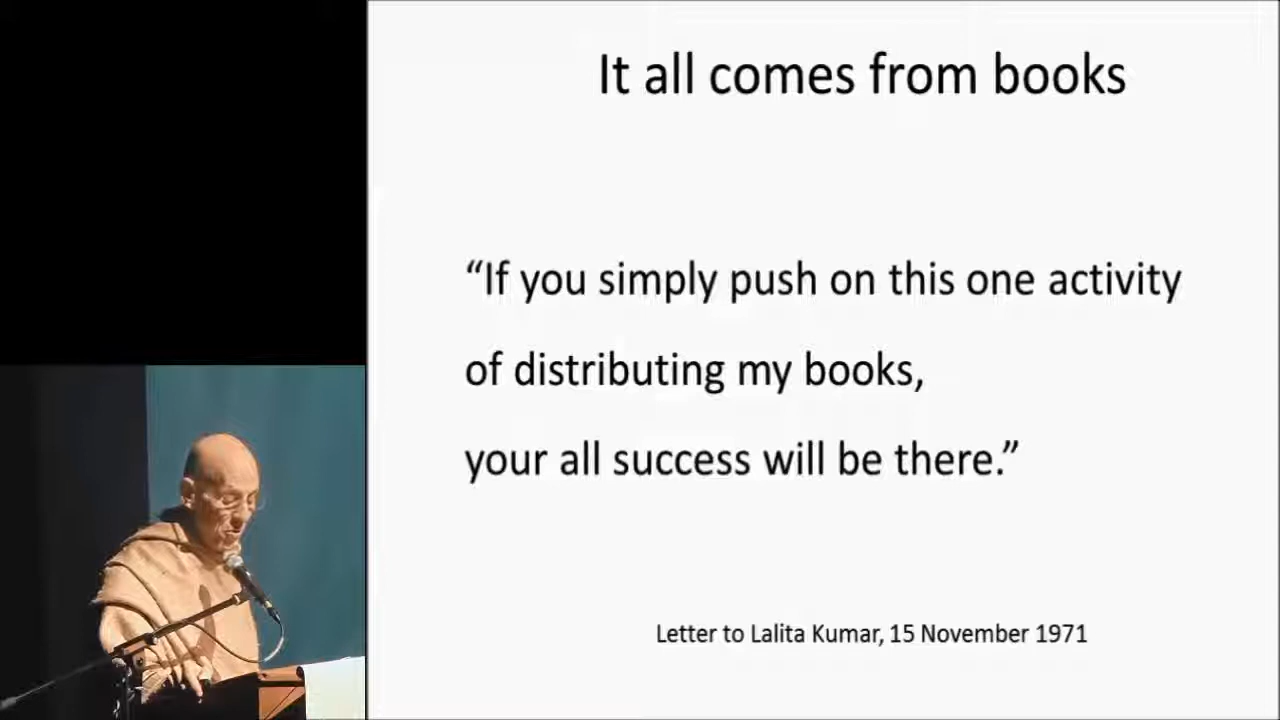 It all comes from books
“If you simply push on this one activity
of distributing my books,
your all success will be there.”
Letter to Lalita Kumar, 15 November 1971